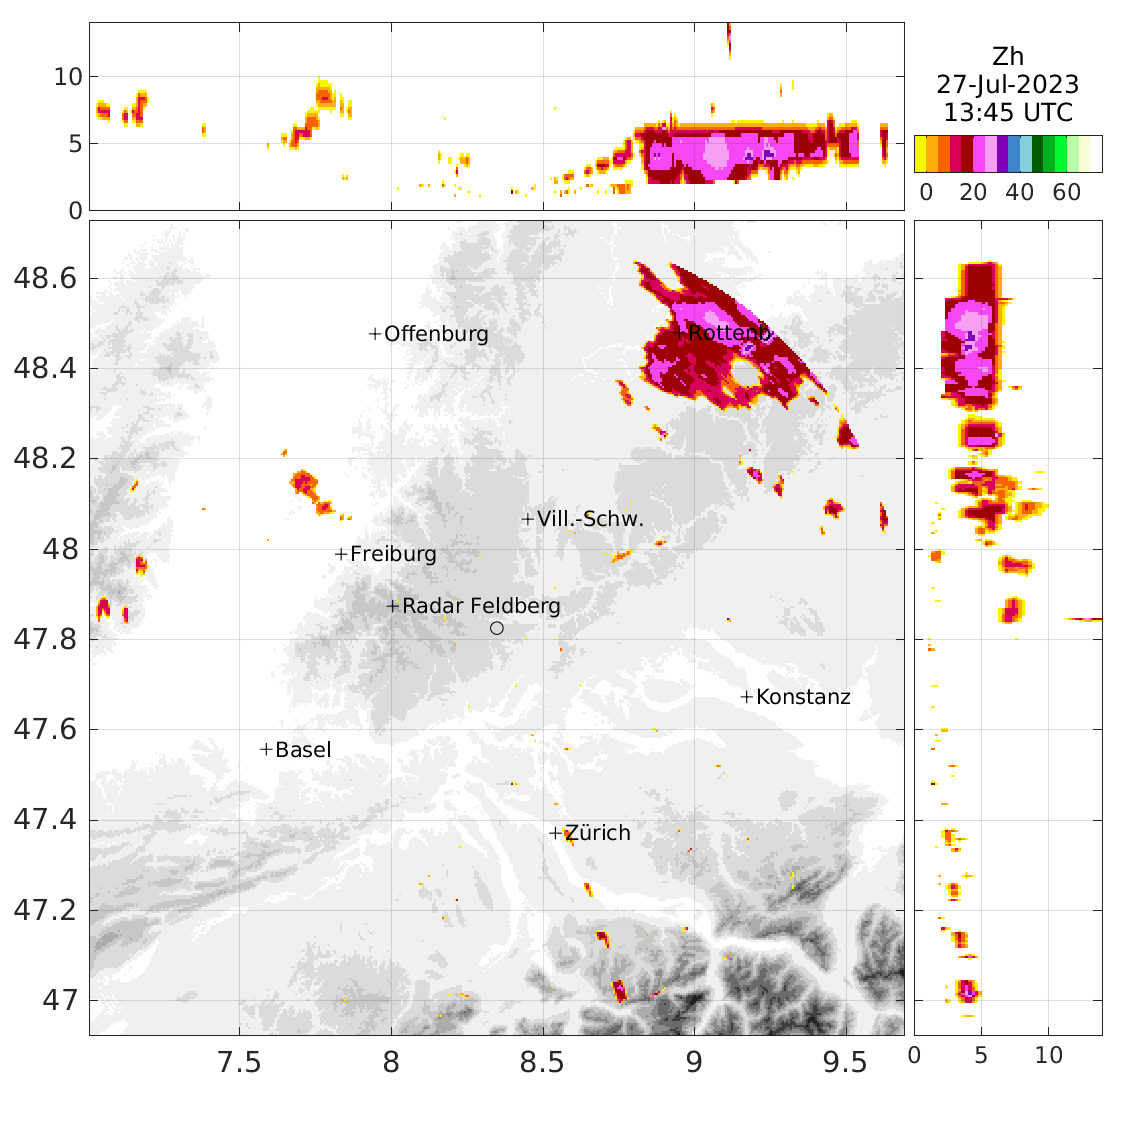 10
5
0
Zh
27-Jul-2023
13:45 UTC
0 20 40 60
48.6
48.4
48.2
48
47.8
47.6
47.4
47.2
47
Offenburg
Rottenb
Vill.-Schw.
Freiburg
Radar Feldberg
Konstanz
Basel
Zürich
7.5 8 8.5 9 9.5
0 5 10